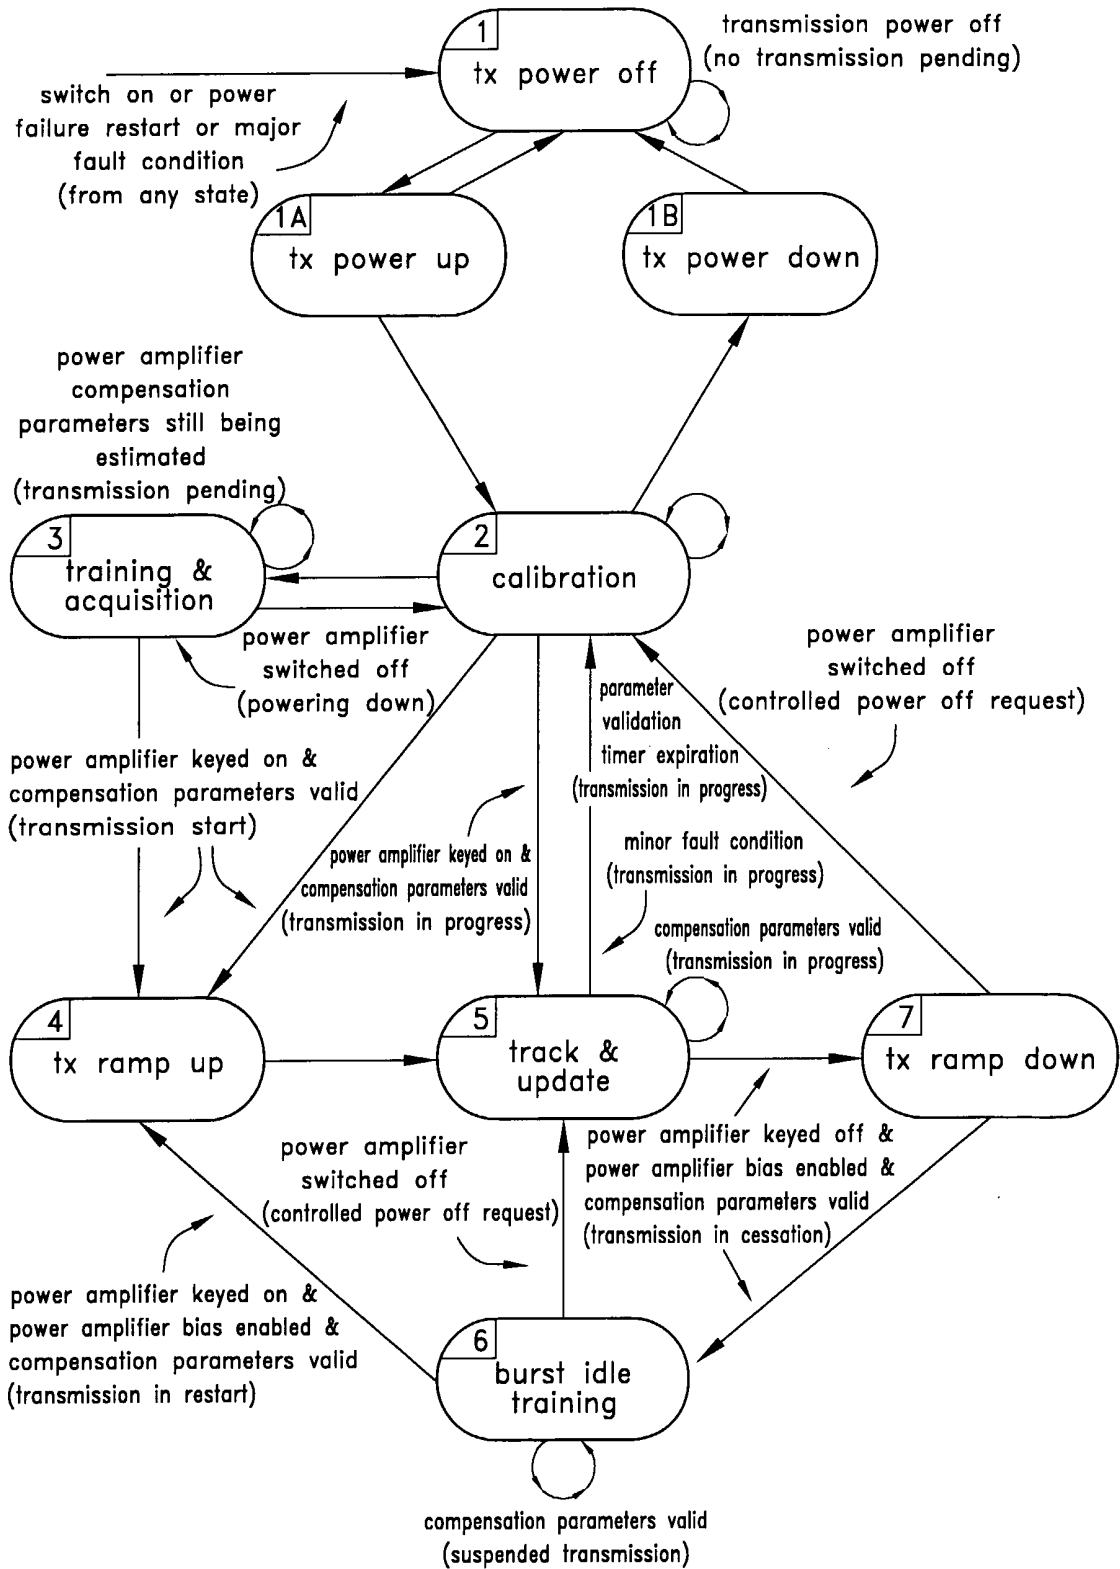 1
tx power off
transmission power off
(no transmission pending)
switch on or power
failure restart or major
fault condition
(from any state)
1A
tx power up
1B
tx power down
power amplifier
compensation
parameters still being
estimated
(transmission pending)
3
training &
acquisition
2
calibration
power amplifier
switched off
(powering down)
power amplifier
switched off
(controlled power off request)
parameter
validation
timer expiration
(transmission in progress)
power amplifier keyed on &
compensation parameters valid
(transmission start)
power amplifier keyed on &
compensation parameters valid
(transmission in progress)
minor fault condition
(transmission in progress)
compensation parameters valid
(transmission in progress)
4
tx ramp up
5
track &
update
7
tx ramp down
power amplifier
switched off
(controlled power off request)
power amplifier keyed off &
power amplifier bias enabled &
compensation parameters valid
(transmission in cessation)
power amplifier keyed on &
power amplifier bias enabled &
compensation parameters valid
(transmission in restart)
6
burst idle
training
compensation parameters valid
(suspended transmission)